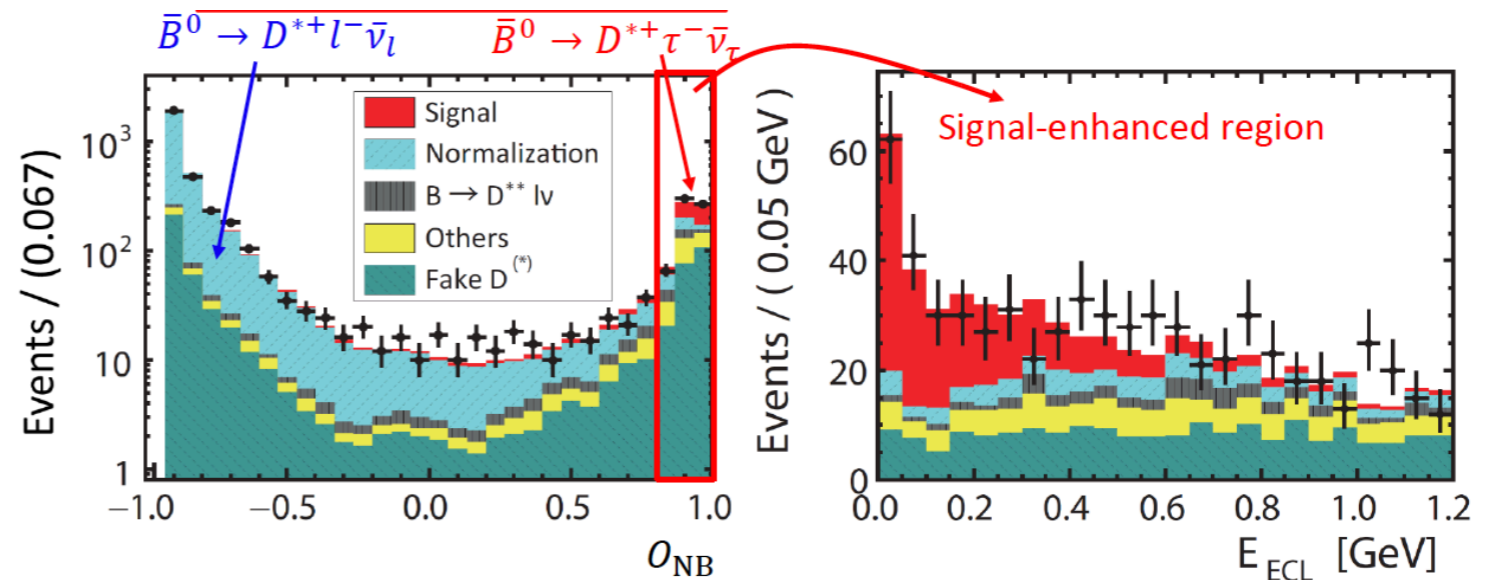 B̄⁰ → D*⁺ l⁻ ν̄ₗ
B̄⁰ → D*⁺ τ⁻ ν̄_τ
Events / (0.067)
10³
10²
10
1
Signal
Normalization
B → D** lν
Others
Fake D(*)
−1.0 −0.5 0.0 0.5 1.0
O_NB
Signal-enhanced region
Events / ( 0.05 GeV)
60
40
20
0
0.0 0.2 0.4 0.6 0.8 1.0 1.2
E_ECL [GeV]